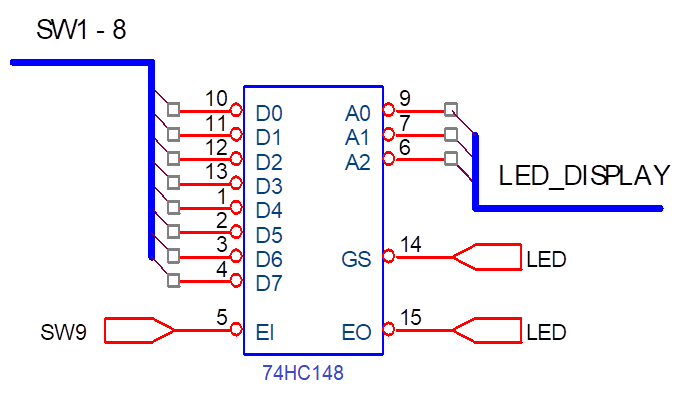 SW1 - 8
10 D0 A0 9
11 D1 A1 7
12 D2 A2 6
LED_DISPLAY
13 D3
1 D4
2 D5
3 D6 GS 14 LED
4 D7
SW9 5 EI EO 15 LED
74HC148